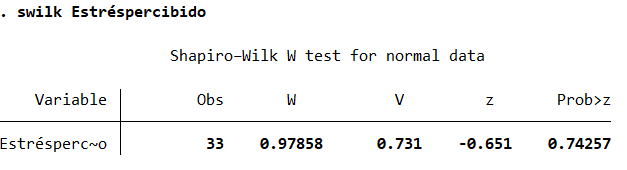 . swilk Estréspercibido
Shapiro–Wilk W test for normal data
Variable Obs W V z Prob>z
Estrésperc~o 33 0.97858 0.731 -0.651 0.74257